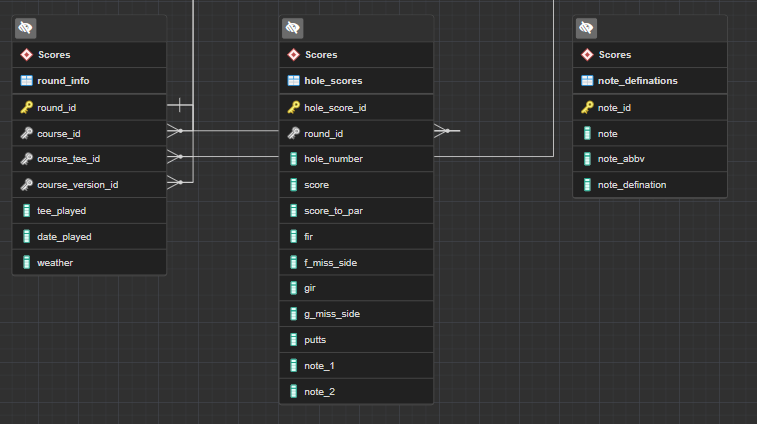 Scores
round_info
round_id
course_id
course_tee_id
course_version_id
tee_played
date_played
weather
Scores
hole_scores
hole_score_id
round_id
hole_number
score
score_to_par
fir
f_miss_side
gir
g_miss_side
putts
note_1
note_2
Scores
note_definations
note_id
note
note_abbv
note_defination